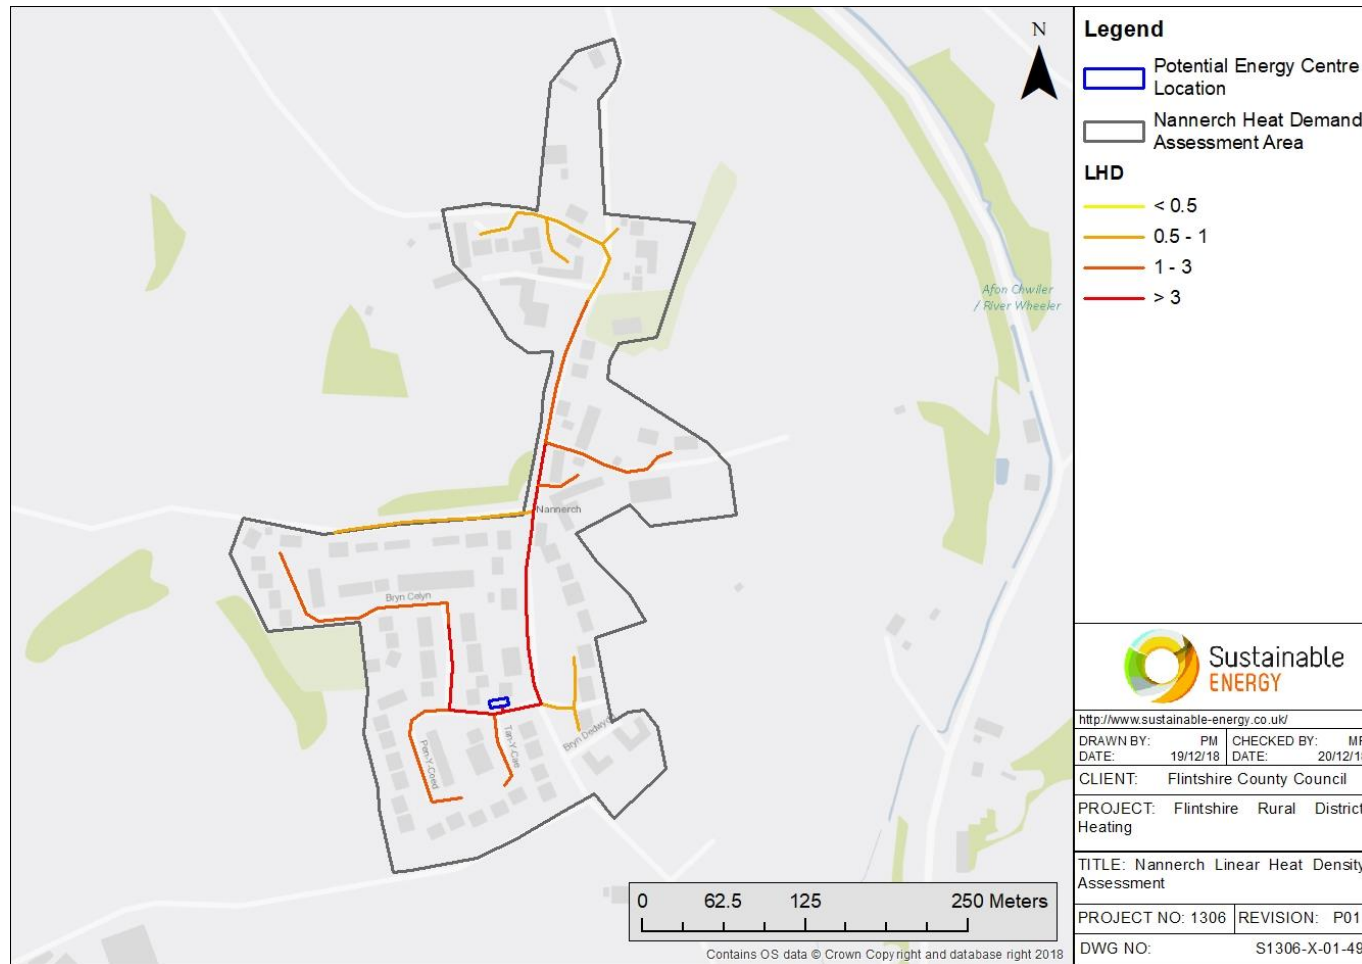 N
Afon Chwiler
/ River Wheeler
Nannerch
Bryn Celyn
Pen-Y-Coed
Tan-Y-Cae
0 62.5 125 250 Meters
Contains OS data © Crown Copyright and database right 2018
Legend
Potential Energy Centre
Location
Nannerch Heat Demand
Assessment Area
LHD
< 0.5
0.5 - 1
1 - 3
> 3
Sustainable
ENERGY
http://www.sustainable-energy.co.uk/
DRAWN BY: PM CHECKED BY:
DATE: 19/12/18 DATE:
CLIENT: Flintshire County Council
PROJECT: Flintshire Rural District
Heating
TITLE: Nannerch Linear Heat Density
Assessment
PROJECT NO: 1306 REVISION: P01
DWG NO: S1306-X-01-49